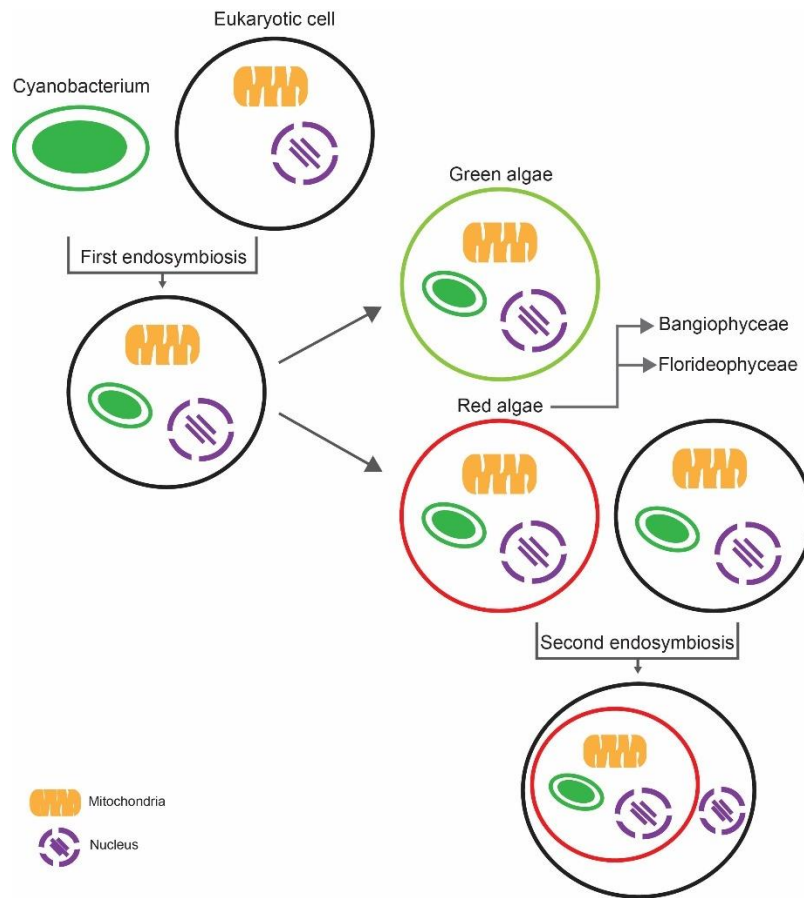 Eukaryotic cell
Cyanobacterium
Green algae
First endosymbiosis
Bangiophyceae
Florideophyceae
Red algae
Second endosymbiosis
Mitochondria
Nucleus